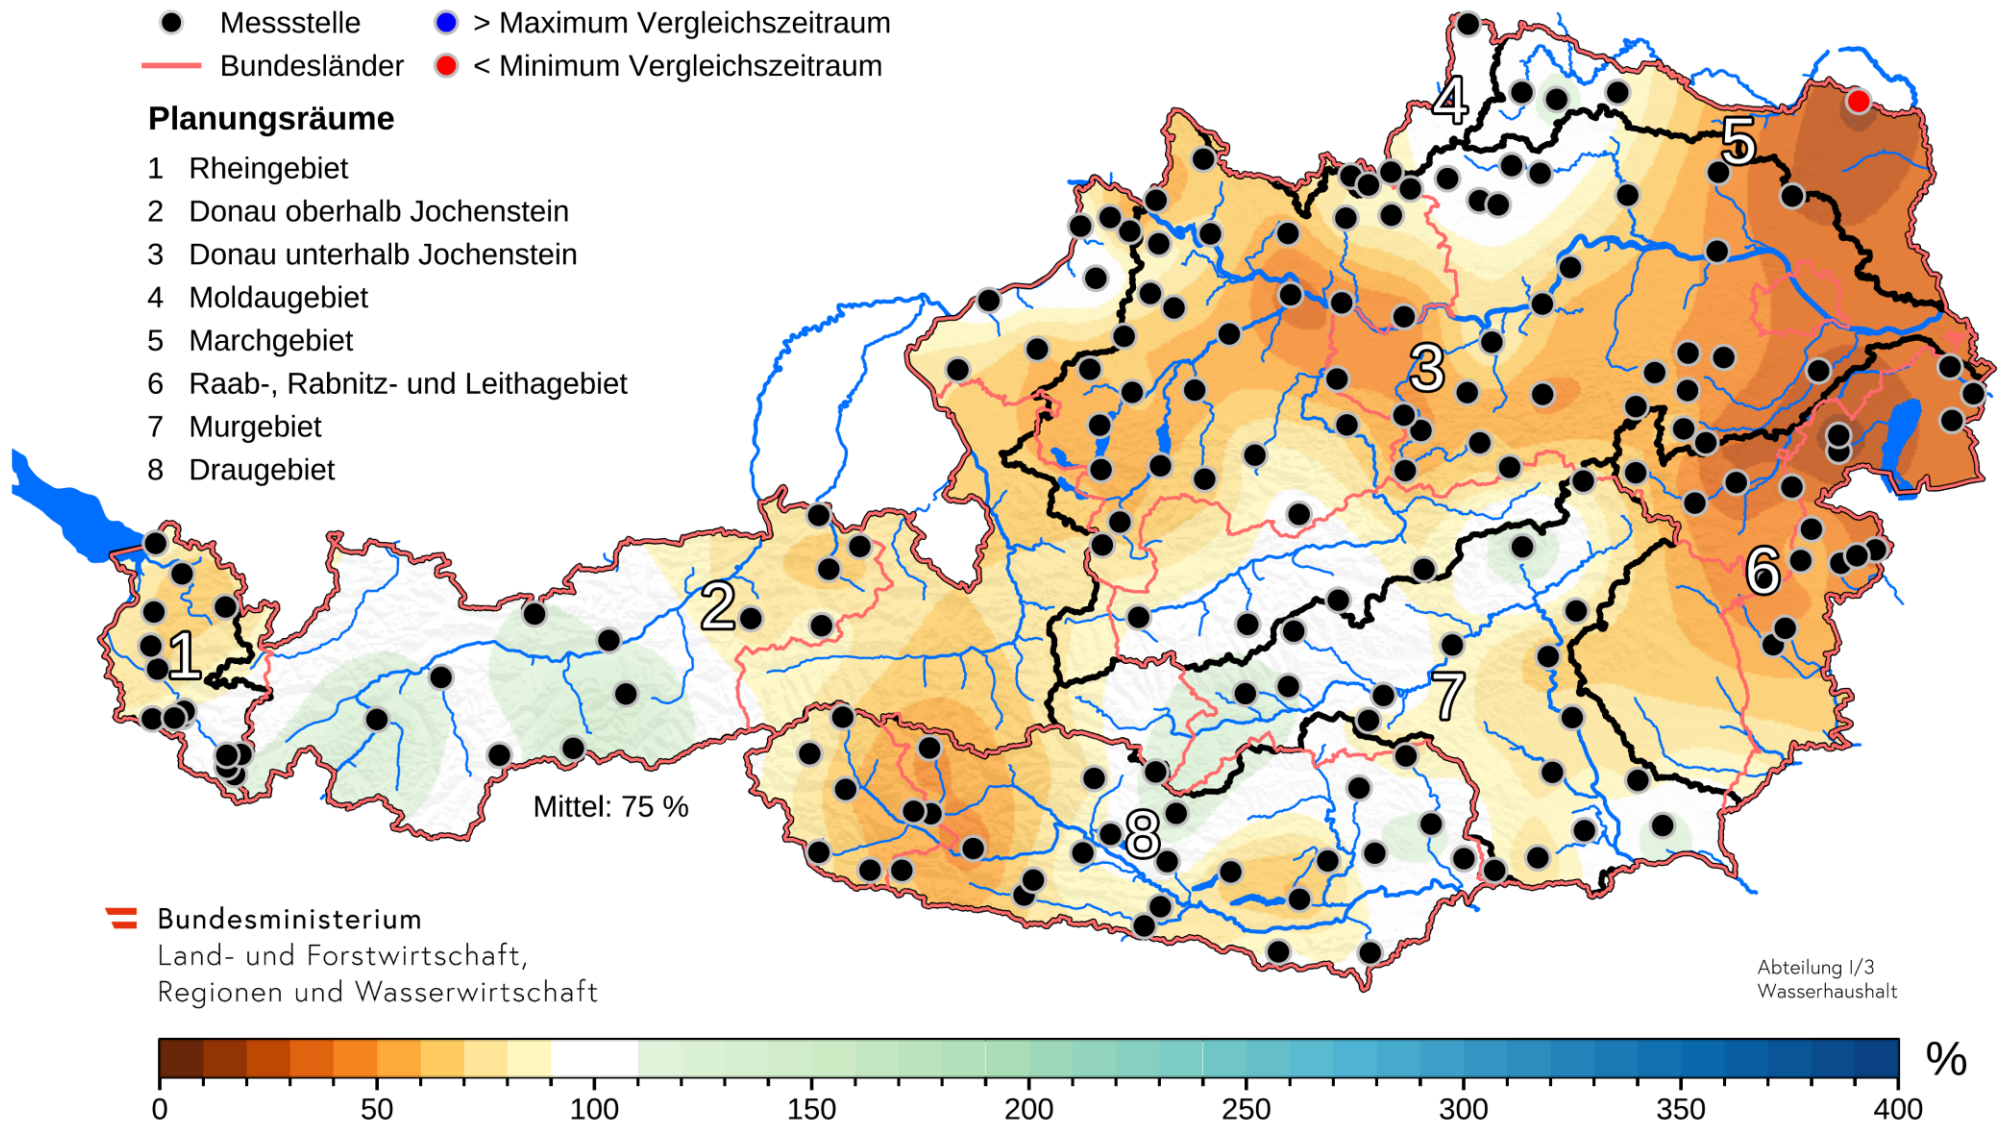 Messstelle
> Maximum Vergleichszeitraum
Bundesländer
< Minimum Vergleichszeitraum
Planungsräume
1 Rheingebiet
2 Donau oberhalb Jochenstein
3 Donau unterhalb Jochenstein
4 Moldaugebiet
5 Marchgebiet
6 Raab-, Rabnitz- und Leithagebiet
7 Murgebiet
8 Draugebiet
4
5
3
6
2
1
7
8
Mittel: 75 %
Bundesministerium
Land- und Forstwirtschaft,
Regionen und Wasserwirtschaft
Abteilung I/3
Wasserhaushalt
0 50 100 150 200 250 300 350 400 %